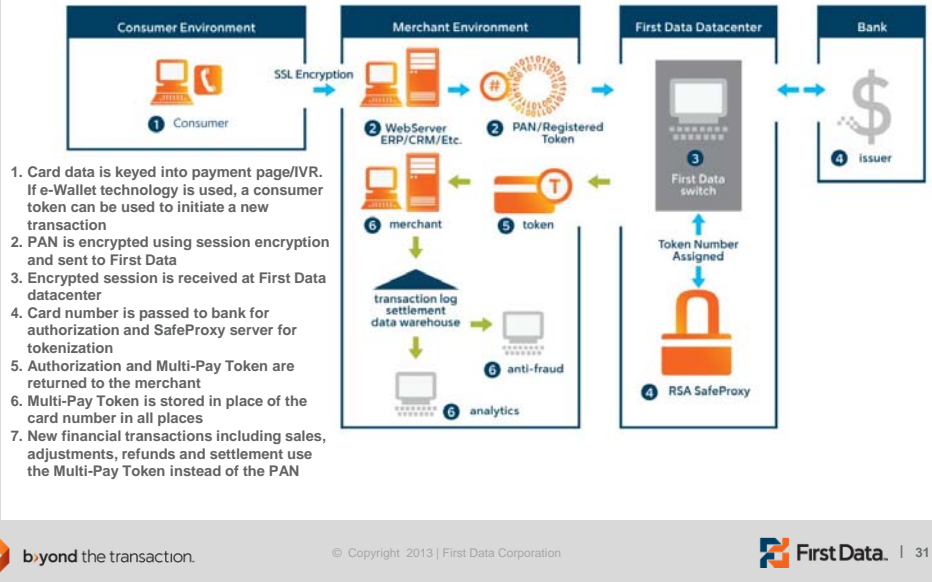 Consumer Environment
Merchant Environment
First Data Datacenter
Bank
SSL Encryption
1 Consumer
2 WebServer
ERP/CRM/Etc.
#
2 PAN/Registered
Token
3
First Data
switch
$
4 issuer
6 merchant
T
5 token
Token Number
Assigned
transaction log
settlement
data warehouse
6 anti-fraud
6 analytics
4 RSA SafeProxy
1. Card data is keyed into payment page/IVR.
If e-Wallet technology is used, a consumer
token can be used to initiate a new
transaction
2. PAN is encrypted using session encryption
and sent to First Data
3. Encrypted session is received at First Data
datacenter
4. Card number is passed to bank for
authorization and SafeProxy server for
tokenization
5. Authorization and Multi-Pay Token are
returned to the merchant
6. Multi-Pay Token is stored in place of the
card number in all places
7. New financial transactions including sales,
adjustments, refunds and settlement use
the Multi-Pay Token instead of the PAN
b›yond the transaction.
© Copyright 2013 | First Data Corporation
First Data. | 31